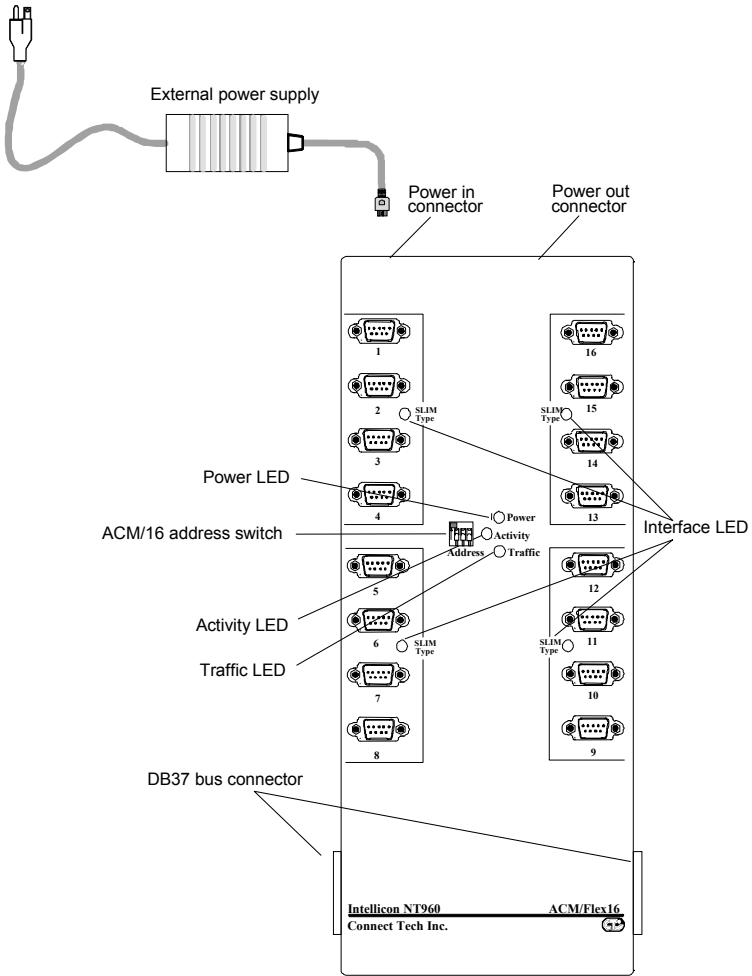 External power supply
Power in
connector
Power out
connector
1
16
2
SLIM
Type
SLIM
Type
15
3
14
Power LED
4
Power
13
Interface LED
ACM/16 address switch
Activity
Address
Traffic
5
12
Activity LED
6
SLIM
Type
SLIM
Type
11
Traffic LED
7
10
8
9
DB37 bus connector
Intellicon NT960
ACM/Flex16
Connect Tech Inc.